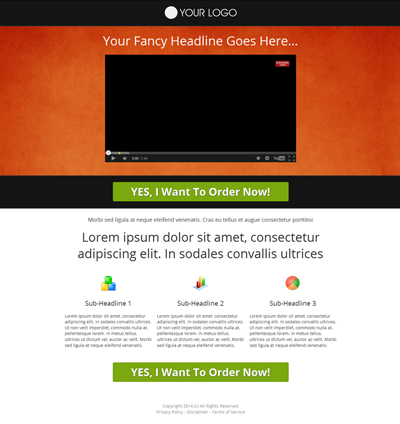 YOUR LOGO
Your Fancy Headline Goes Here...
YES, I Want To Order Now!
Morbi sed ligula at neque eleifend venenatis. Cras eu tellus et augue consectetur porttitor
Lorem ipsum dolor sit amet, consectetur
adipiscing elit. In sodales convallis ultrices
Sub-Headline 1
Lorem ipsum dolor sit amet, consectetur
adipiscing elit. In sodales convallis ultrices.
Ut non velit imperdiet, commodo nulla at,
pellentesque lorem. In metus tellus,
ultricies ut dictum vel, auctor ac erat. Morbi
sed ligula at neque eleifend venenatis.
Sub-Headline 2
Lorem ipsum dolor sit amet, consectetur
adipiscing elit. In sodales convallis ultrices.
Ut non velit imperdiet, commodo nulla at,
pellentesque lorem. In metus tellus,
ultricies ut dictum vel, auctor ac erat. Morbi
sed ligula at neque eleifend venenatis.
Sub-Headline 3
Lorem ipsum dolor sit amet, consectetur
adipiscing elit. In sodales convallis ultrices.
Ut non velit imperdiet, commodo nulla at,
pellentesque lorem. In metus tellus,
ultricies ut dictum vel, auctor ac erat. Morbi
sed ligula at neque eleifend venenatis.
YES, I Want To Order Now!
Copyright 2014 (c) All Rights Reserved
Privacy Policy - Disclaimer - Terms of Service